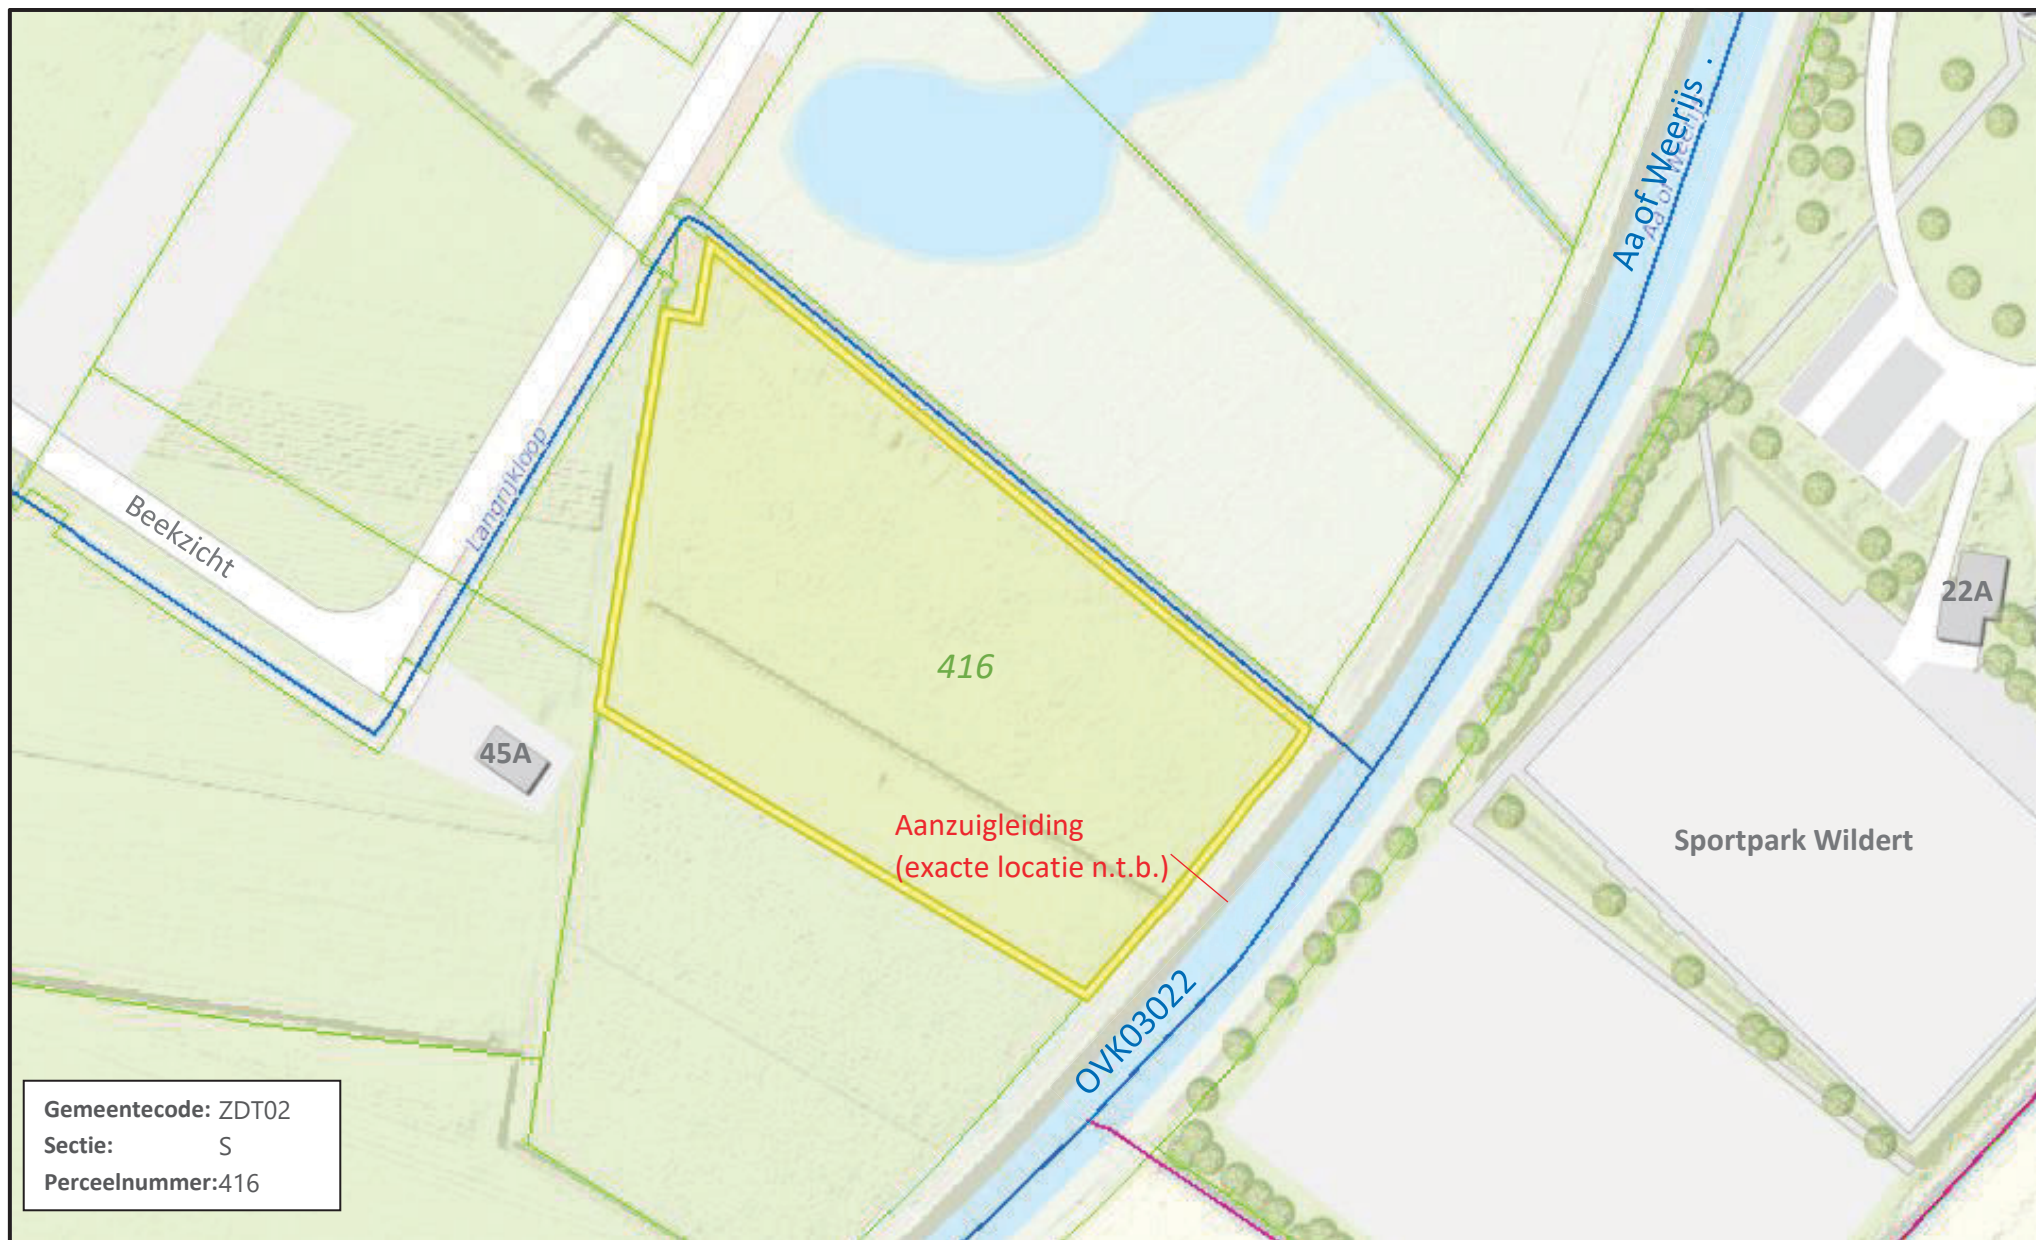 Aa of Weerijs .
Aa of Weerijs
Langrijkloop
Beekzicht
22A
416
45A
Aanzuigleiding
(exacte locatie n.t.b.)
Sportpark Wildert
OVK03022
Gemeentecode: ZDT02
Sectie: S
Perceelnummer: 416